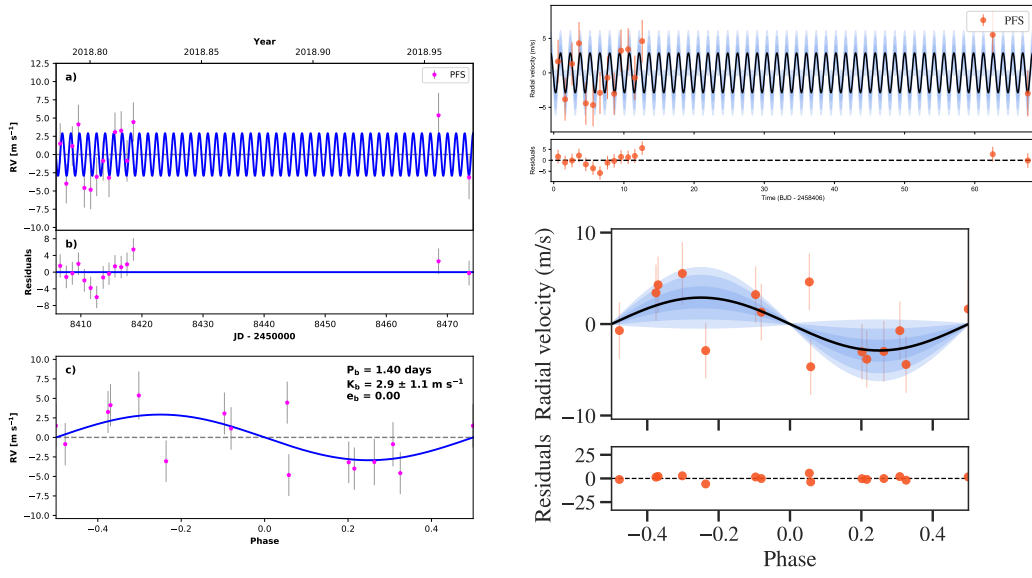 Year
2018.80 2018.85 2018.90 2018.95
a)
PFS
RV [m s⁻¹]
12.5
10.0
7.5
5.0
2.5
0.0
−2.5
−5.0
−7.5
−10.0
b)
Residuals
8
4
0
−4
−8
8410 8420 8430 8440 8450 8460 8470
JD - 2450000
c)
P_b = 1.40 days
K_b = 2.9 ± 1.1 m s⁻¹
e_b = 0.00
RV [m s⁻¹]
10.0
7.5
5.0
2.5
0.0
−2.5
−5.0
−7.5
−10.0
−0.4 −0.2 0.0 0.2 0.4
Phase
PFS
Radial velocity (m/s)
5
0
−5
Residuals
5
0
−5
0 10 20 30 40 50 60
Time (BJD - 2458406)
Radial velocity (m/s)
10
0
−10
Residuals
25
0
−25
−0.4 −0.2 0.0 0.2 0.4
Phase